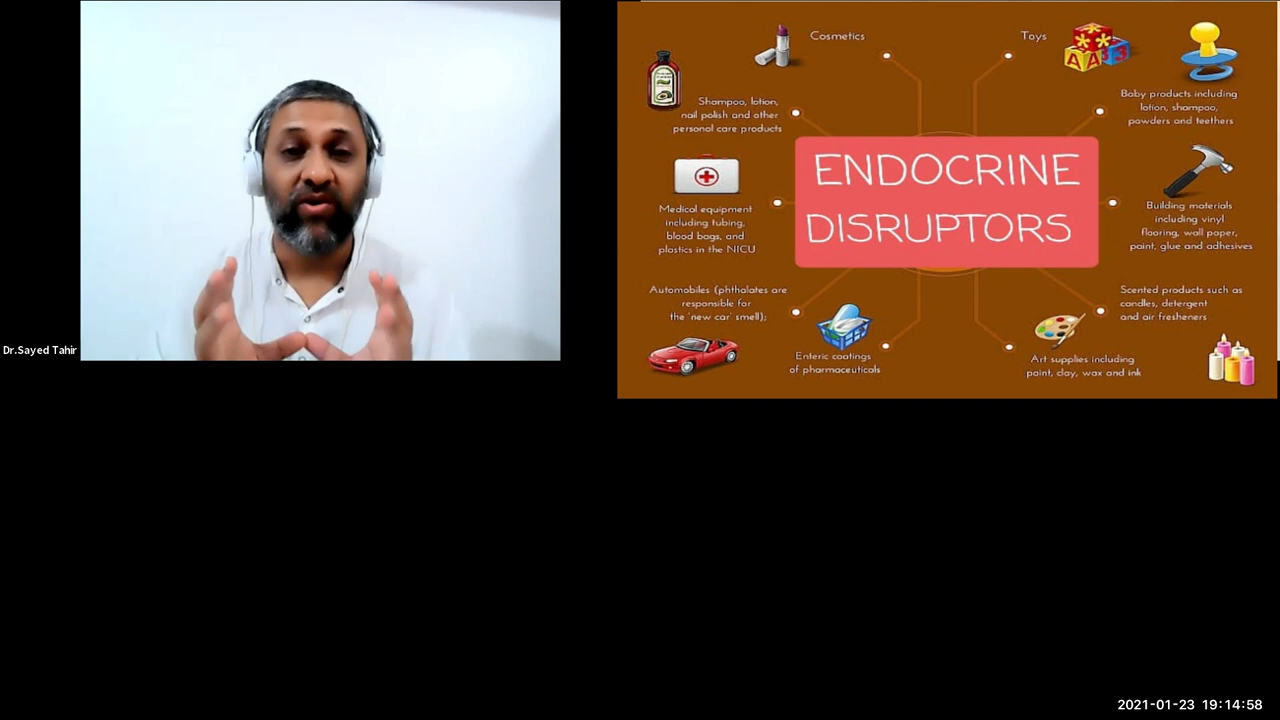 Dr.Sayed Tahir
Cosmetics
Toys
Shampoo, lotion,
nail polish and other
personal care products
Baby products including
lotion, shampoo,
powders and teethers
ENDOCRINE
DISRUPTORS
Medical equipment
including tubing,
blood bags, and
plastics in the NICU
Building materials
including vinyl
flooring, wall paper,
paint, glue and adhesives
Automobiles (phthalates are
responsible for
the 'new car' smell);
Scented products such as
candles, detergent
and air fresheners
Enteric coatings
of pharmaceuticals
Art supplies including
paint, clay, wax and ink
2021-01-23 19:14:58